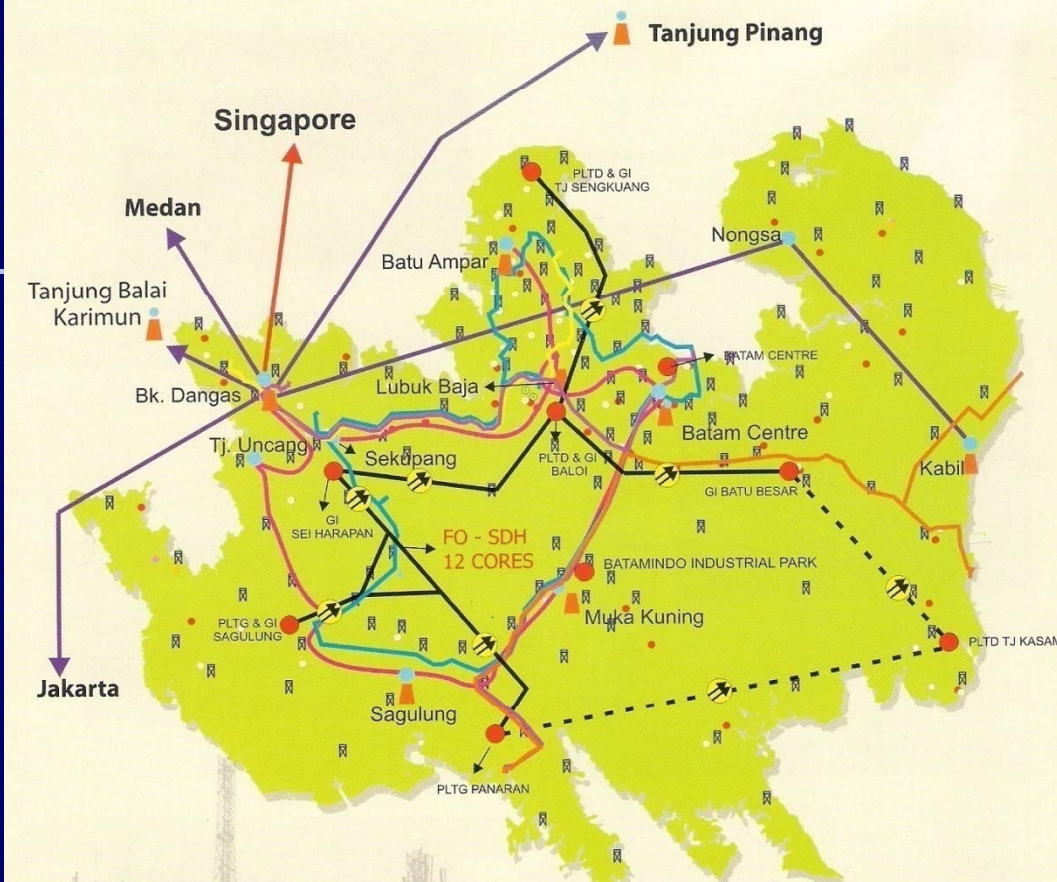 Tanjung Pinang
Singapore
Medan
PLTD & GI
TJ SENGKUANG
Nongsa
Batu Ampar
Tanjung Balai
Karimun
BATAM CENTRE
Lubuk Baja
Bk. Dangas
Batam Centre
Tj. Uncang
Sekupang
PLTD & GI
BALOI
Kabil
GI BATU BESAR
GI
SEI HARAPAN
FO - SDH
12 CORES
BATAMINDO INDUSTRIAL PARK
Muka Kuning
PLTG & GI
SAGULUNG
PLTD TJ KASAM
Jakarta
Sagulung
PLTG PANARAN